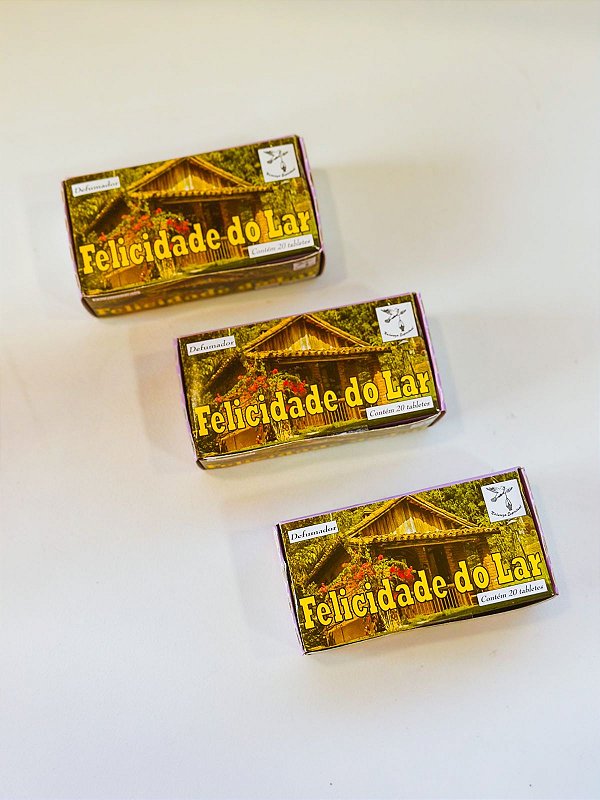 Defumador
Felicidade do Lar
Contém 20 tabletes
Defumador
Felicidade do Lar
Contém 20 tabletes
Defumador
Felicidade do Lar
Contém 20 tabletes